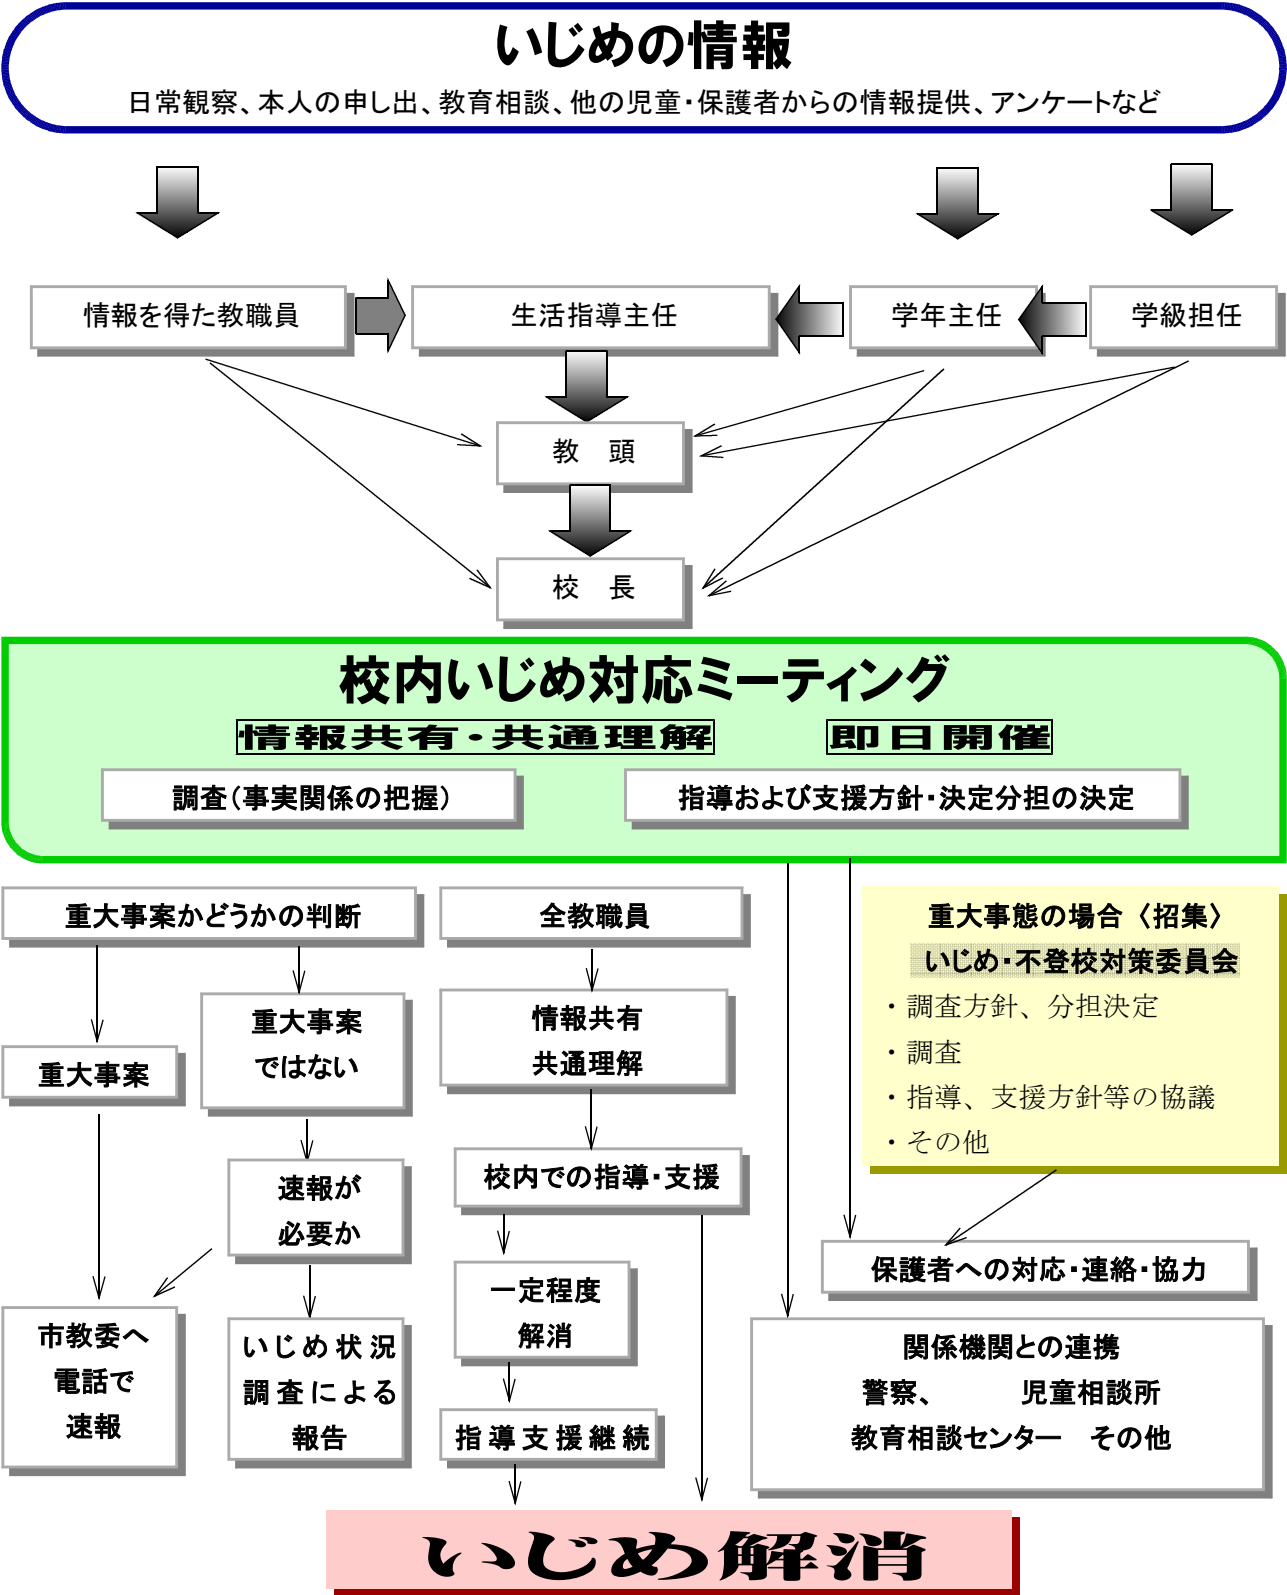 いじめの情報
日常観察、本人の申し出、教育相談、他の児童・保護者からの情報提供、アンケートなど
情報を得た教職員
生活指導主任
学年主任
学級担任
教　頭
校　長
校内いじめ対応ミーティング
情報共有・共通理解
即日開催
調査（事実関係の把握）
指導および支援方針・決定分担の決定
重大事案かどうかの判断
重大事案
重大事案
ではない
速報が
必要か
市教委へ
電話で
速報
いじめ状況
調査による
報告
全教職員
情報共有
共通理解
校内での指導・支援
一定程度
解消
指導支援継続
重大事態の場合〈招集〉
いじめ・不登校対策委員会
・調査方針、分担決定
・調査
・指導、支援方針等の協議
・その他
保護者への対応・連絡・協力
関係機関との連携
警察、　　　児童相談所
教育相談センター　その他
いじめ解消